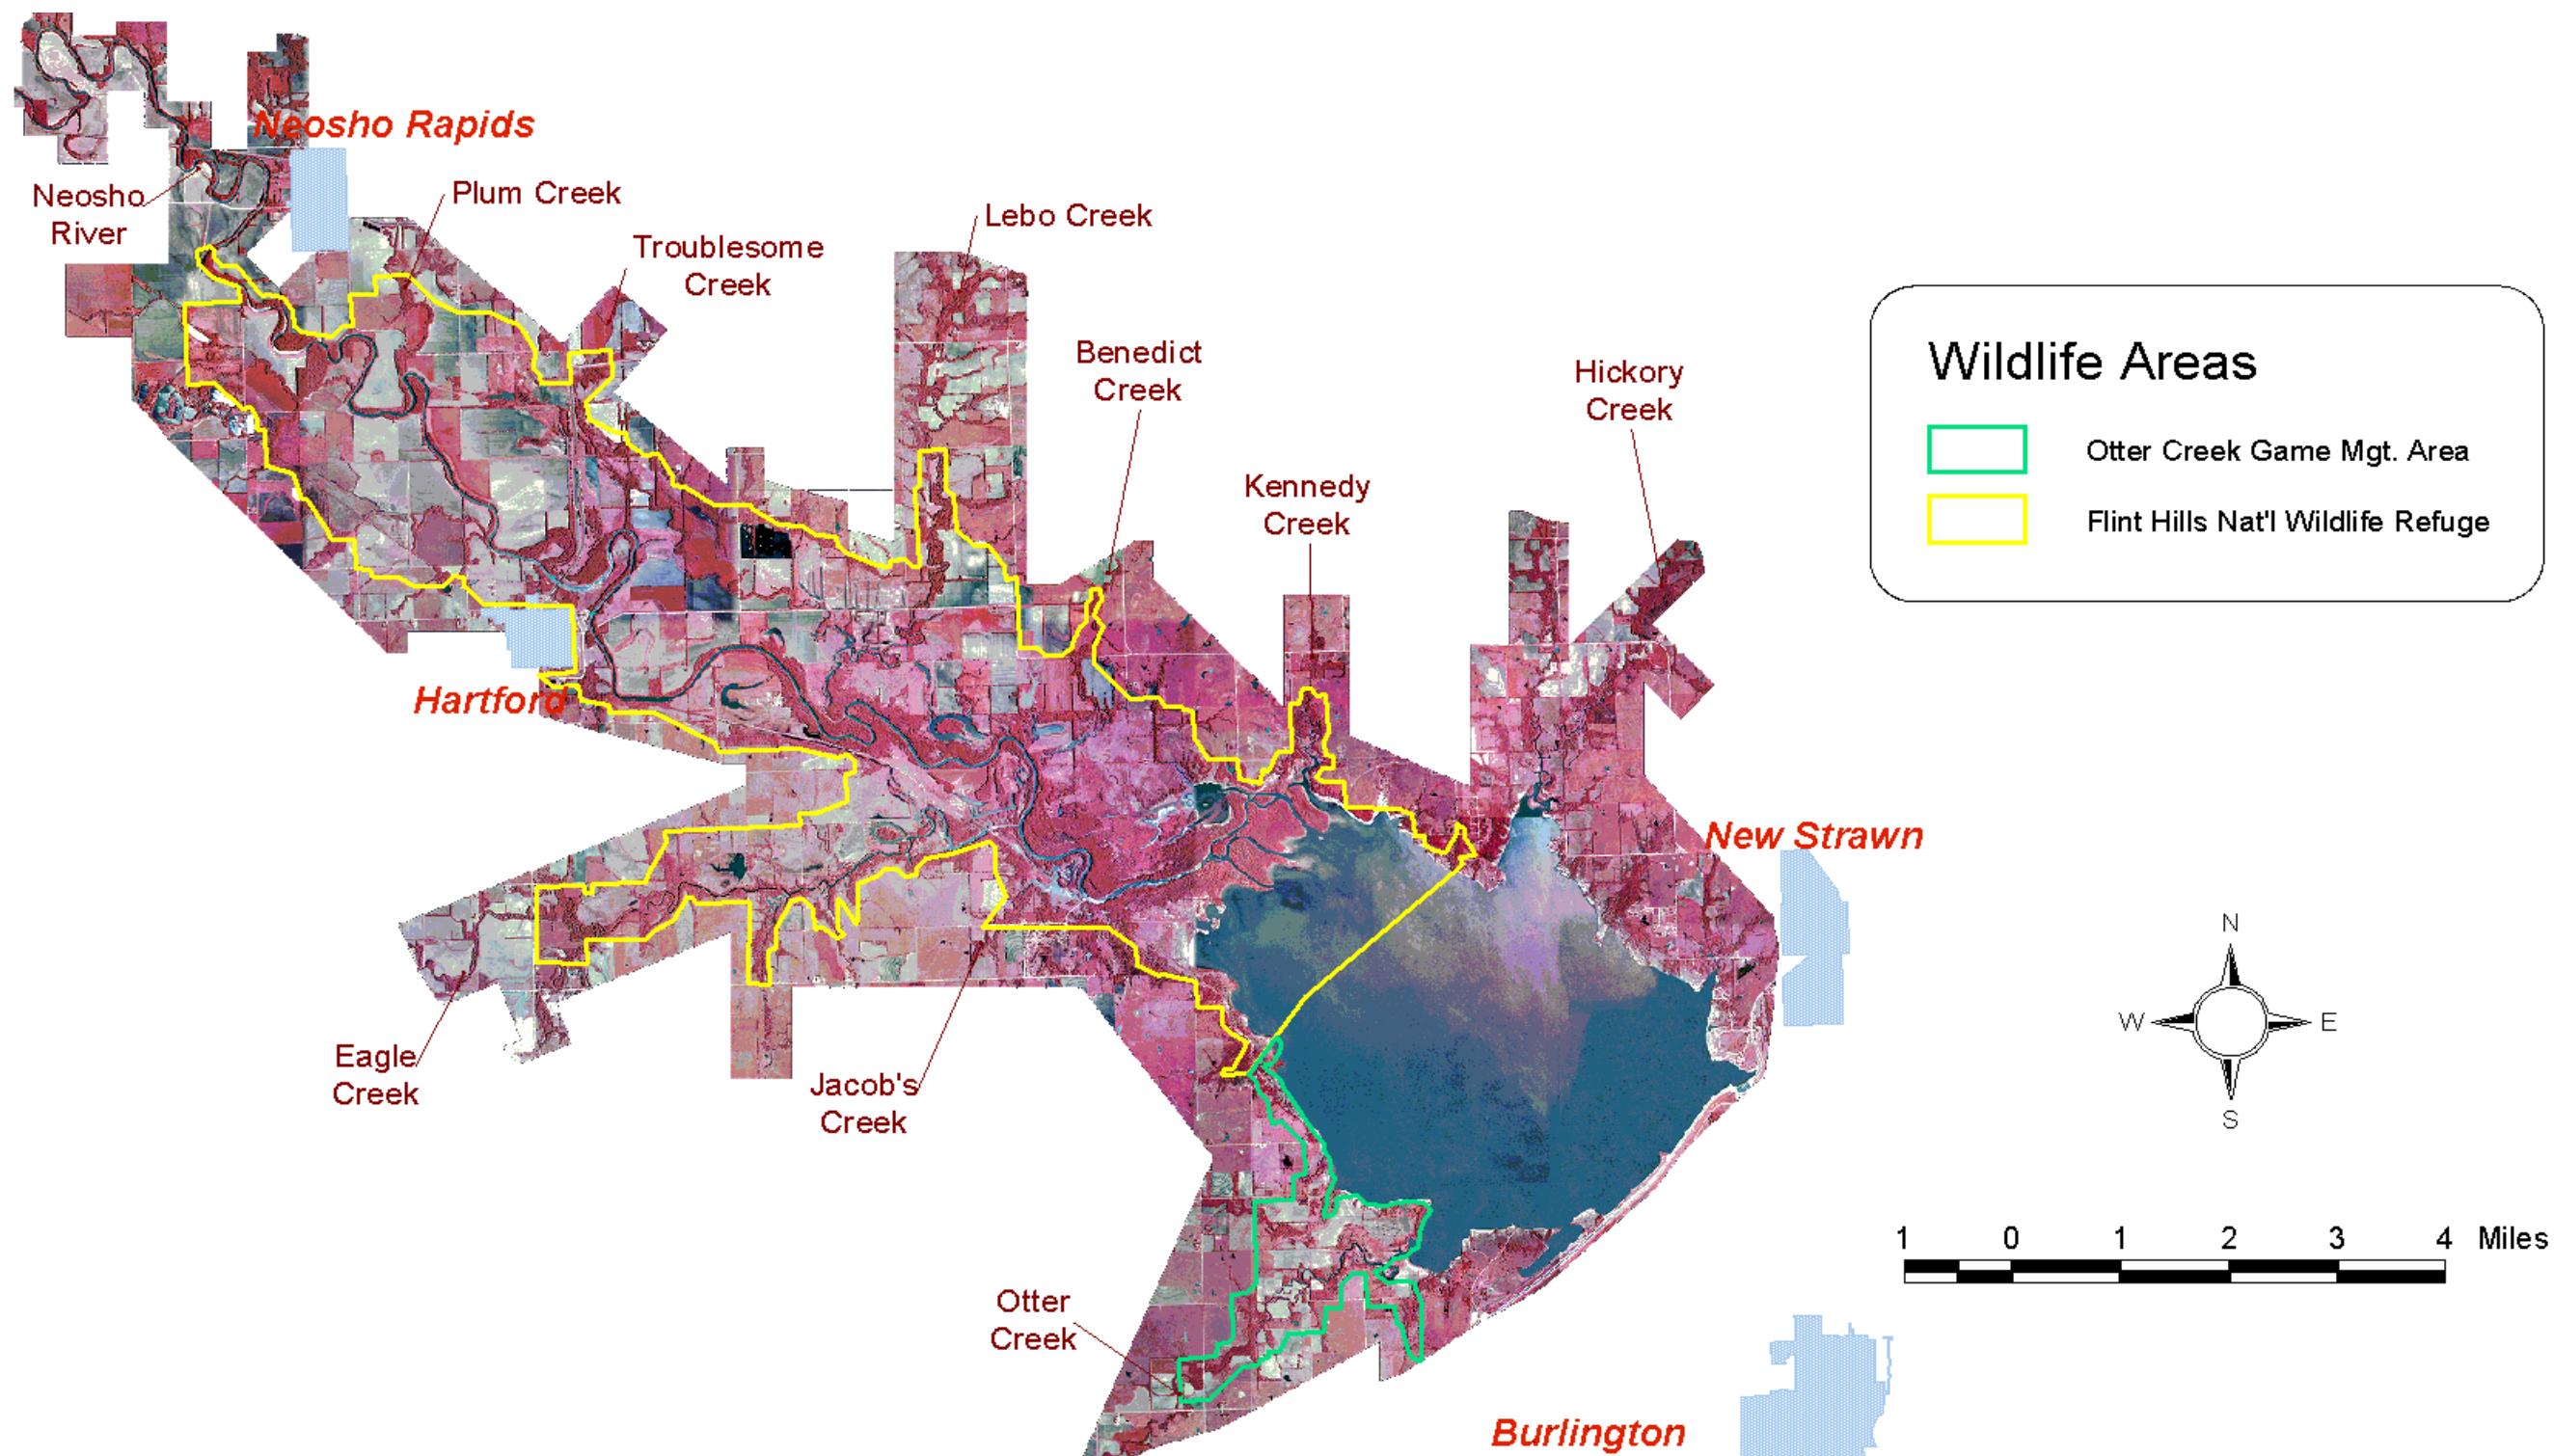 Neosho Rapids
Neosho
River
Plum Creek
Lebo Creek
Troublesome
Creek
Benedict
Creek
Hickory
Creek
Kennedy
Creek
Wildlife Areas
Otter Creek Game Mgt. Area
Flint Hills Nat'l Wildlife Refuge
Hartford
New Strawn
N
W
E
S
Eagle
Creek
Jacob's
Creek
1 0 1 2 3 4 Miles
Otter
Creek
Burlington